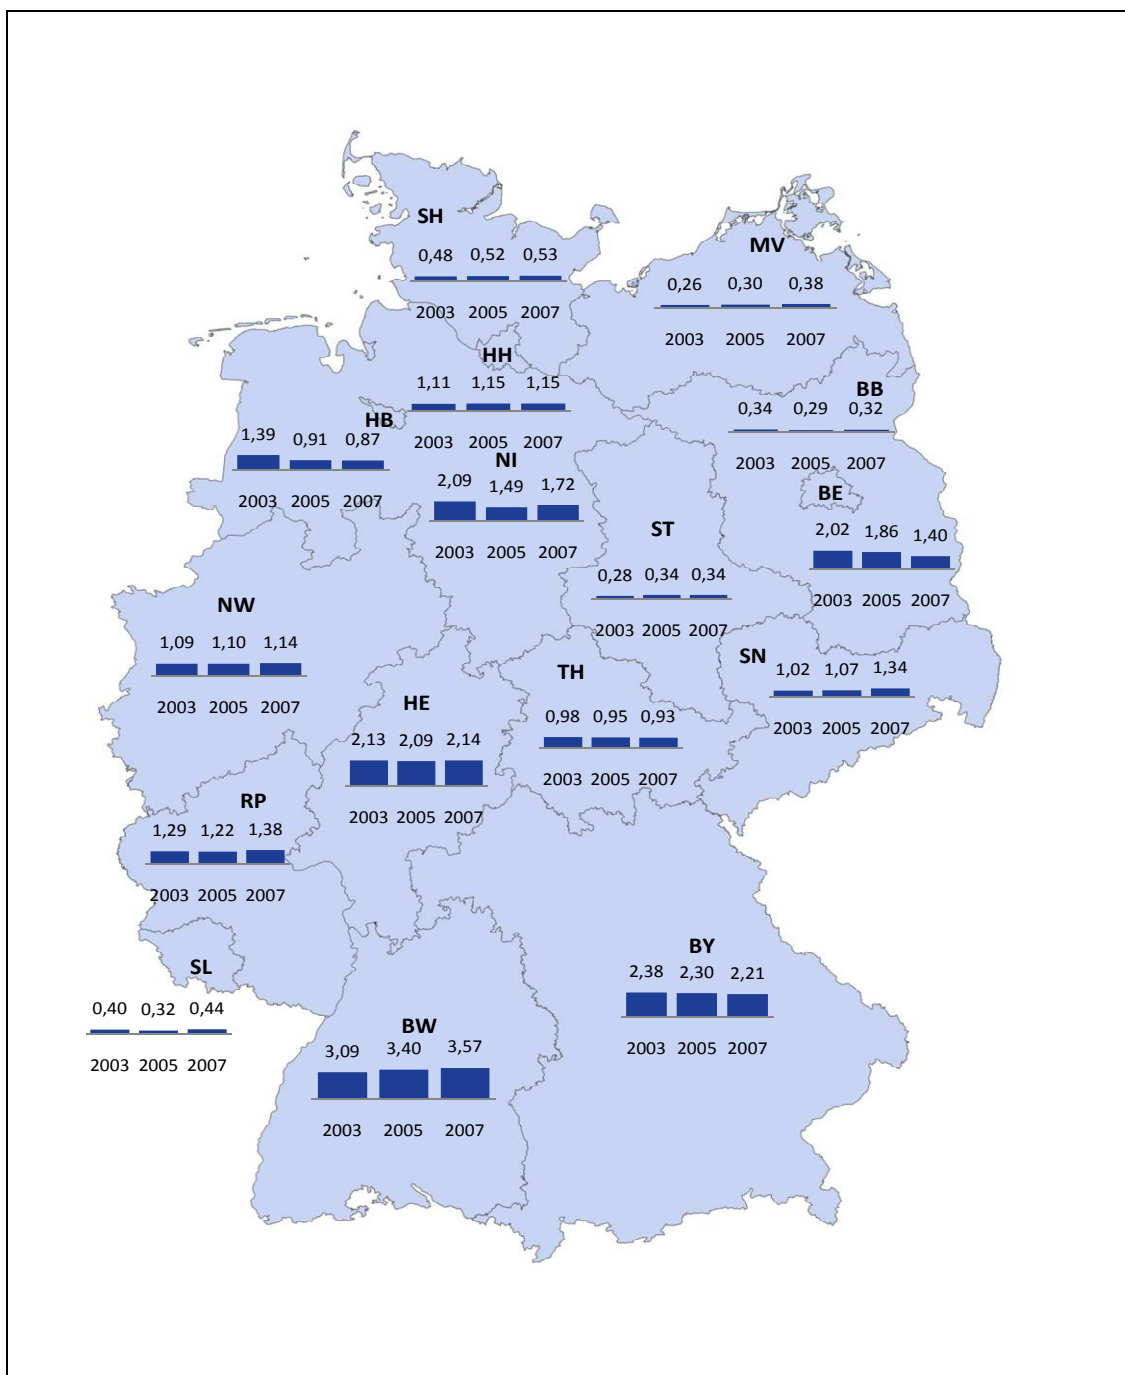 SH
0,48 0,52 0,53
2003 2005 2007
MV
0,26 0,30 0,38
2003 2005 2007
HH
1,11 1,15 1,15
2003 2005 2007
BB
0,34 0,29 0,32
2003 2005 2007
HB
1,39 0,91 0,87
2003 2005 2007
NI
2,09 1,49 1,72
2003 2005 2007
BE
2,02 1,86 1,40
2003 2005 2007
ST
0,28 0,34 0,34
2003 2005 2007
NW
1,09 1,10 1,14
2003 2005 2007
SN
1,02 1,07 1,34
2003 2005 2007
TH
0,98 0,95 0,93
2003 2005 2007
HE
2,13 2,09 2,14
2003 2005 2007
RP
1,29 1,22 1,38
2003 2005 2007
BY
2,38 2,30 2,21
2003 2005 2007
SL
0,40 0,32 0,44
2003 2005 2007
BW
3,09 3,40 3,57
2003 2005 2007